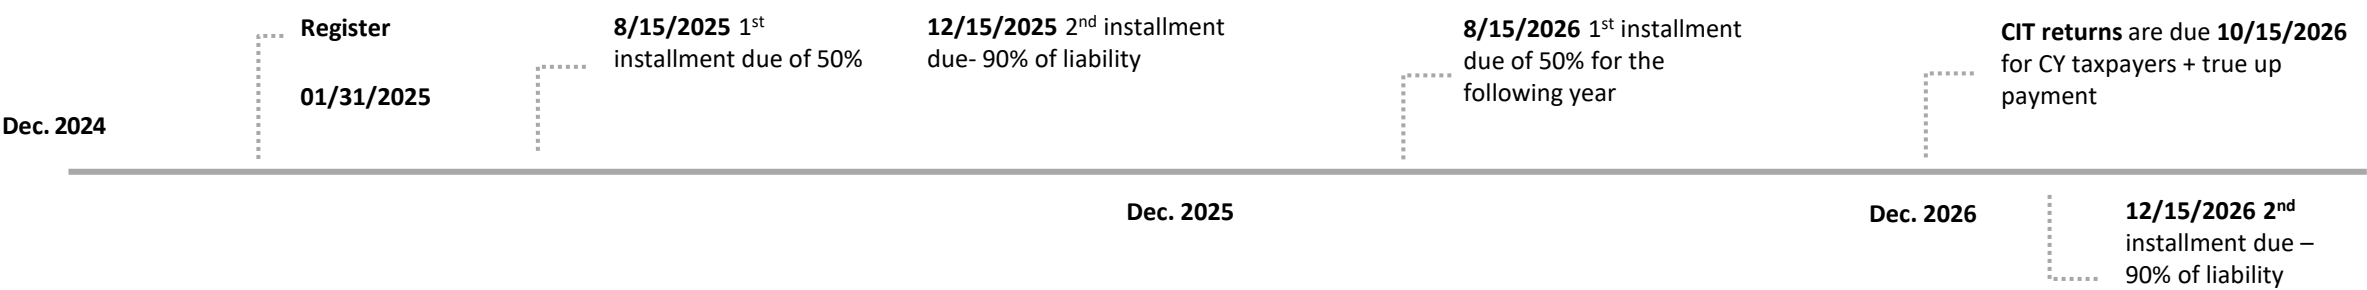 Dec. 2024
Register
01/31/2025
8/15/2025 1st
installment due of 50%
12/15/2025 2nd installment
due- 90% of liability
8/15/2026 1st installment
due of 50% for the
following year
CIT returns are due 10/15/2026
for CY taxpayers + true up
payment
Dec. 2025
Dec. 2026
12/15/2026 2nd
installment due –
90% of liability